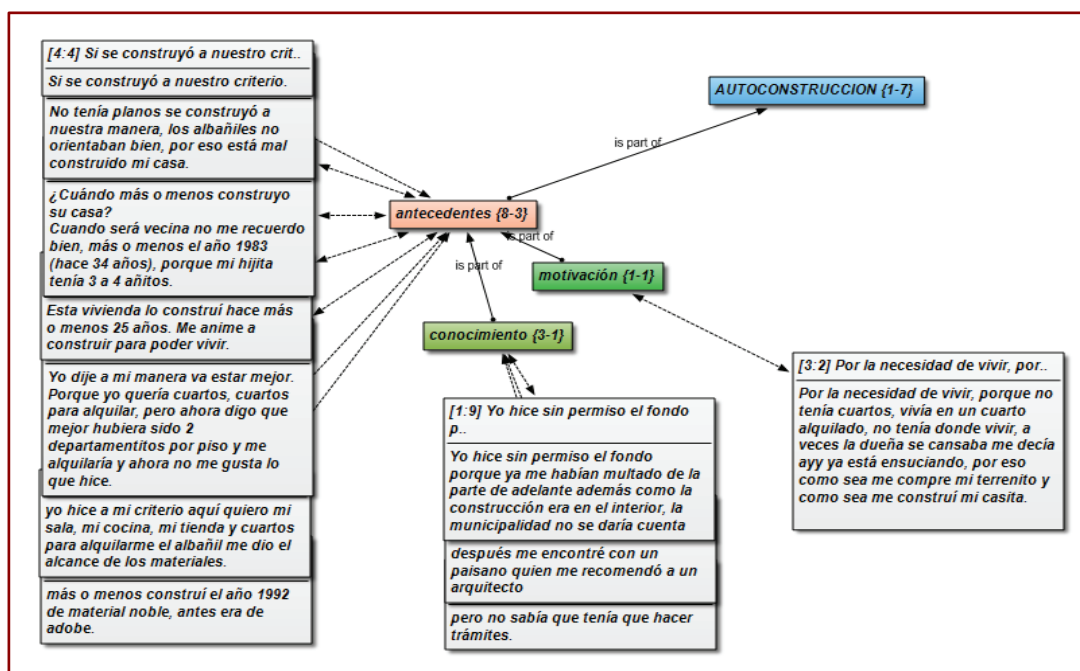 [4:4] Si se construyó a nuestro crit..
Si se construyó a nuestro criterio.
No tenía planos se construyó a
nuestra manera, los albañiles no
orientaban bien, por eso está mal
construido mi casa.
¿Cuándo más o menos construyo
su casa?
Cuando será vecina no me recuerdo
bien, más o menos el año 1983
(hace 34 años), porque mi hijita
tenía 3 a 4 añitos.
Esta vivienda lo construí hace más
o menos 25 años. Me anime a
construir para poder vivir.
Yo dije a mi manera va estar mejor.
Porque yo quería cuartos, cuartos
para alquilar, pero ahora digo que
mejor hubiera sido 2
departamentitos por piso y me
alquilaría y ahora no me gusta lo
que hice.
yo hice a mi criterio aquí quiero mi
sala, mi cocina, mi tienda y cuartos
para alquilarme el albañil me dio el
alcance de los materiales.
más o menos construí el año 1992
de material noble, antes era de
adobe.
AUTOCONSTRUCCION {1-7}
is part of
antecedentes {8-3}
is part of
is part of
motivación {1-1}
conocimiento {3-1}
[1:9] Yo hice sin permiso el fondo
p..
Yo hice sin permiso el fondo
porque ya me habían multado de la
parte de adelante además como la
construcción era en el interior, la
municipalidad no se daría cuenta
después me encontré con un
paisano quien me recomendó a un
arquitecto
pero no sabía que tenía que hacer
trámites.
[3:2] Por la necesidad de vivir, por..
Por la necesidad de vivir, porque no
tenía cuartos, vivía en un cuarto
alquilado, no tenía donde vivir, a
veces la dueña se cansaba me decía
ayy ya está ensuciando, por eso
como sea me compre mi terrenito y
como sea me construí mi casita.